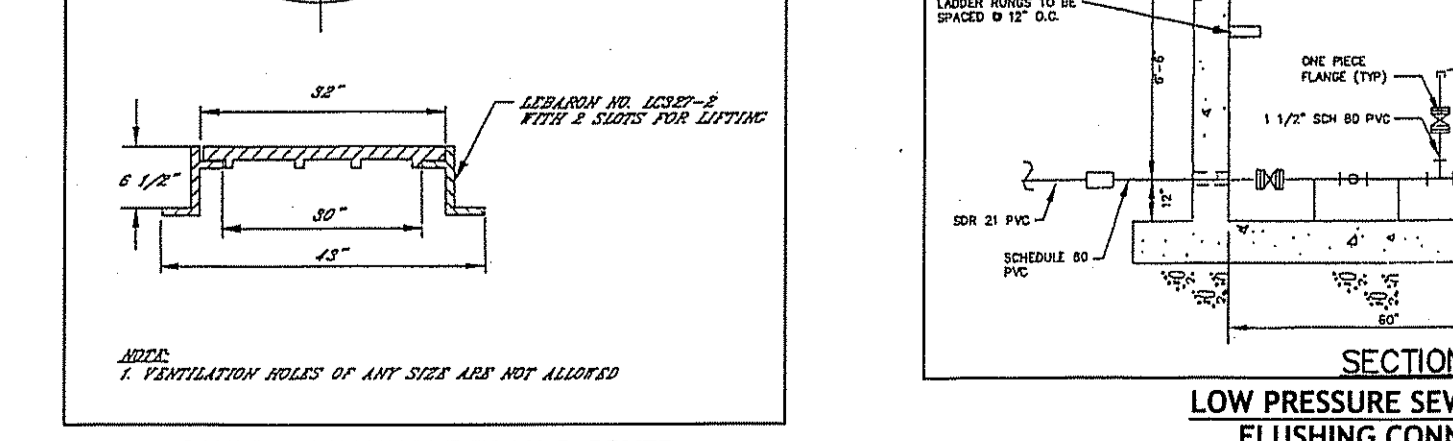 32"
LEBARON NO. LC327-2
WITH 2 SLOTS FOR LIFTING
6 1/2"
30"
43"
NOTE:
1. VENTILATION HOLES OF ANY SIZE ARE NOT ALLOWED
LADDER RUNGS TO BE
SPACED @ 12" O.C.
6'-6"
ONE PIECE
FLANGE (TYP)
1 1/2" SCH 80 PVC
12"
SDR 21 PVC
SCHEDULE 80
PVC
60"
SECTION
LOW PRESSURE SEW
FLUSHING CONN